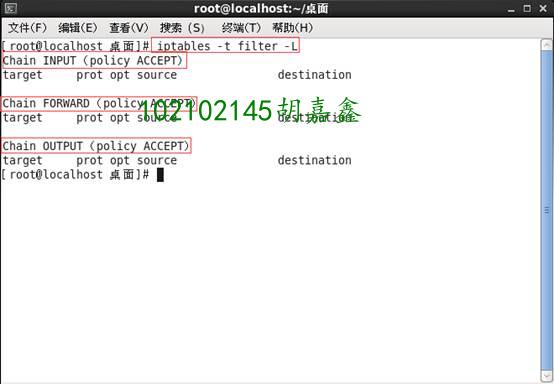 root@localhost:~/桌面
文件(F) 编辑(E) 查看(V) 搜索 (S) 终端(T) 帮助(H)
[root@localhost 桌面]# iptables -t filter -L
Chain INPUT (policy ACCEPT)
target     prot opt source               destination

Chain FORWARD (policy ACCEPT)
102102145胡嘉鑫
target     prot opt source               destination

Chain OUTPUT (policy ACCEPT)
target     prot opt source               destination
[root@localhost 桌面]#